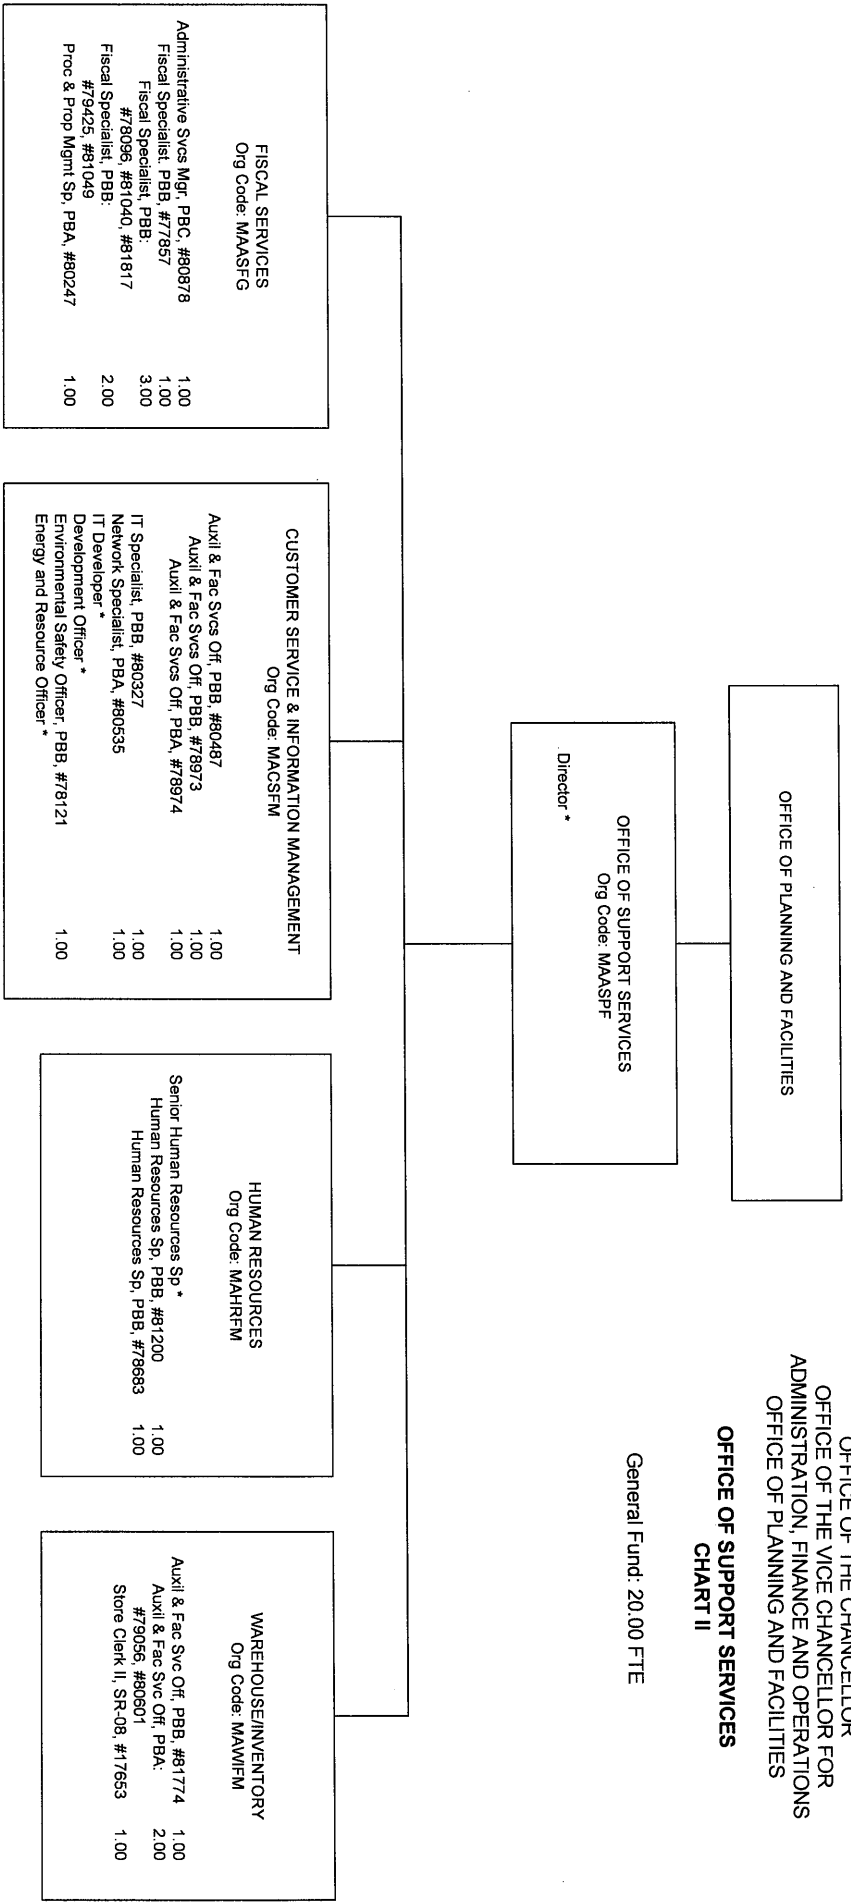 OFFICE OF THE CHANCELLOR
OFFICE OF THE VICE CHANCELLOR FOR
ADMINISTRATION, FINANCE AND OPERATIONS
OFFICE OF PLANNING AND FACILITIES
OFFICE OF SUPPORT SERVICES
CHART II
General Fund: 20.00 FTE
OFFICE OF PLANNING AND FACILITIES
OFFICE OF SUPPORT SERVICES
Org Code: MAASPF
Director *
FISCAL SERVICES
Org Code: MAASFG
Administrative Svcs Mgr, PBC, #80878 1.00
Fiscal Specialist. PBB, #77857 1.00
Fiscal Specialist, PBB: 3.00
#78096, #81040, #81817
Fiscal Specialist, PBB: 2.00
#79425, #81049
Proc & Prop Mgmt Sp, PBA, #80247 1.00
CUSTOMER SERVICE & INFORMATION MANAGEMENT
Org Code: MACSFM
Auxil & Fac Svcs Off, PBB, #80487 1.00
Auxil & Fac Svcs Off, PBB, #78973 1.00
Auxil & Fac Svcs Off, PBA, #78974 1.00
IT Specialist, PBB, #80327 1.00
Network Specialist, PBA, #80535 1.00
IT Developer *
Development Officer *
Environmental Safety Officer, PBB, #78121 1.00
Energy and Resource Officer *
HUMAN RESOURCES
Org Code: MAHRFM
Senior Human Resources Sp *
Human Resources Sp, PBB, #81200 1.00
Human Resources Sp, PBB, #78683 1.00
WAREHOUSE/INVENTORY
Org Code: MAWIFM
Auxil & Fac Svc Off, PBB, #81774 1.00
Auxil & Fac Svc Off, PBA: 2.00
#79056, #80601
Store Clerk II, SR-08, #17653 1.00